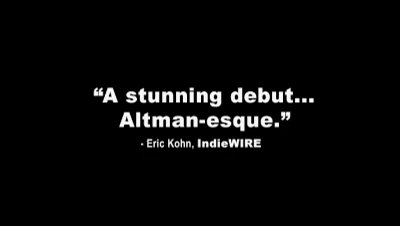 “A stunning debut...
Altman-esque.”
- Eric Kohn, IndieWIRE